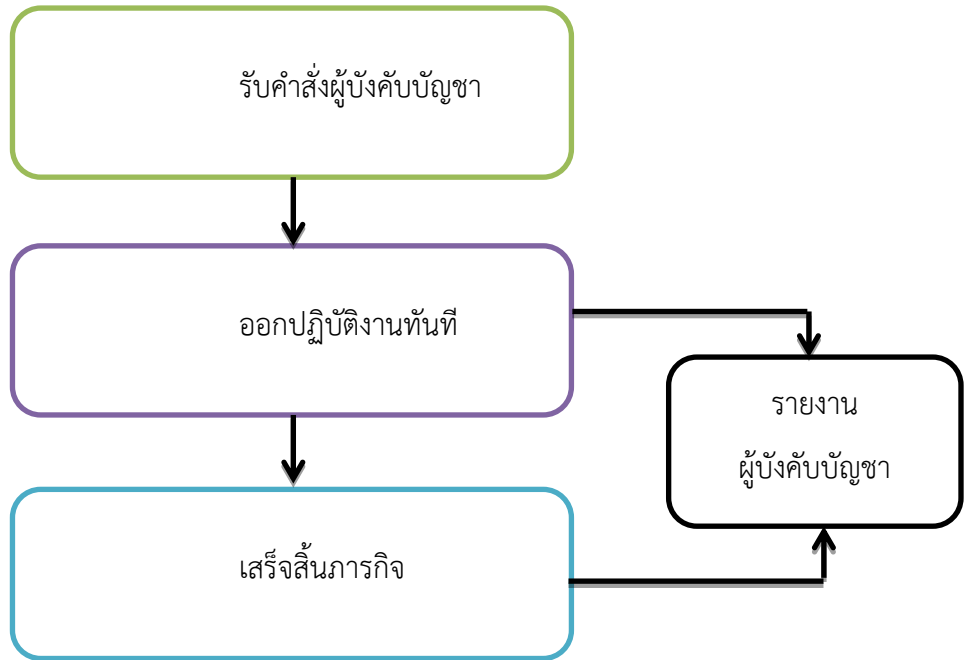 รับคำสั่งผู้บังคับบัญชา
ออกปฏิบัติงานทันที
รายงาน
ผู้บังคับบัญชา
เสร็จสิ้นภารกิจ